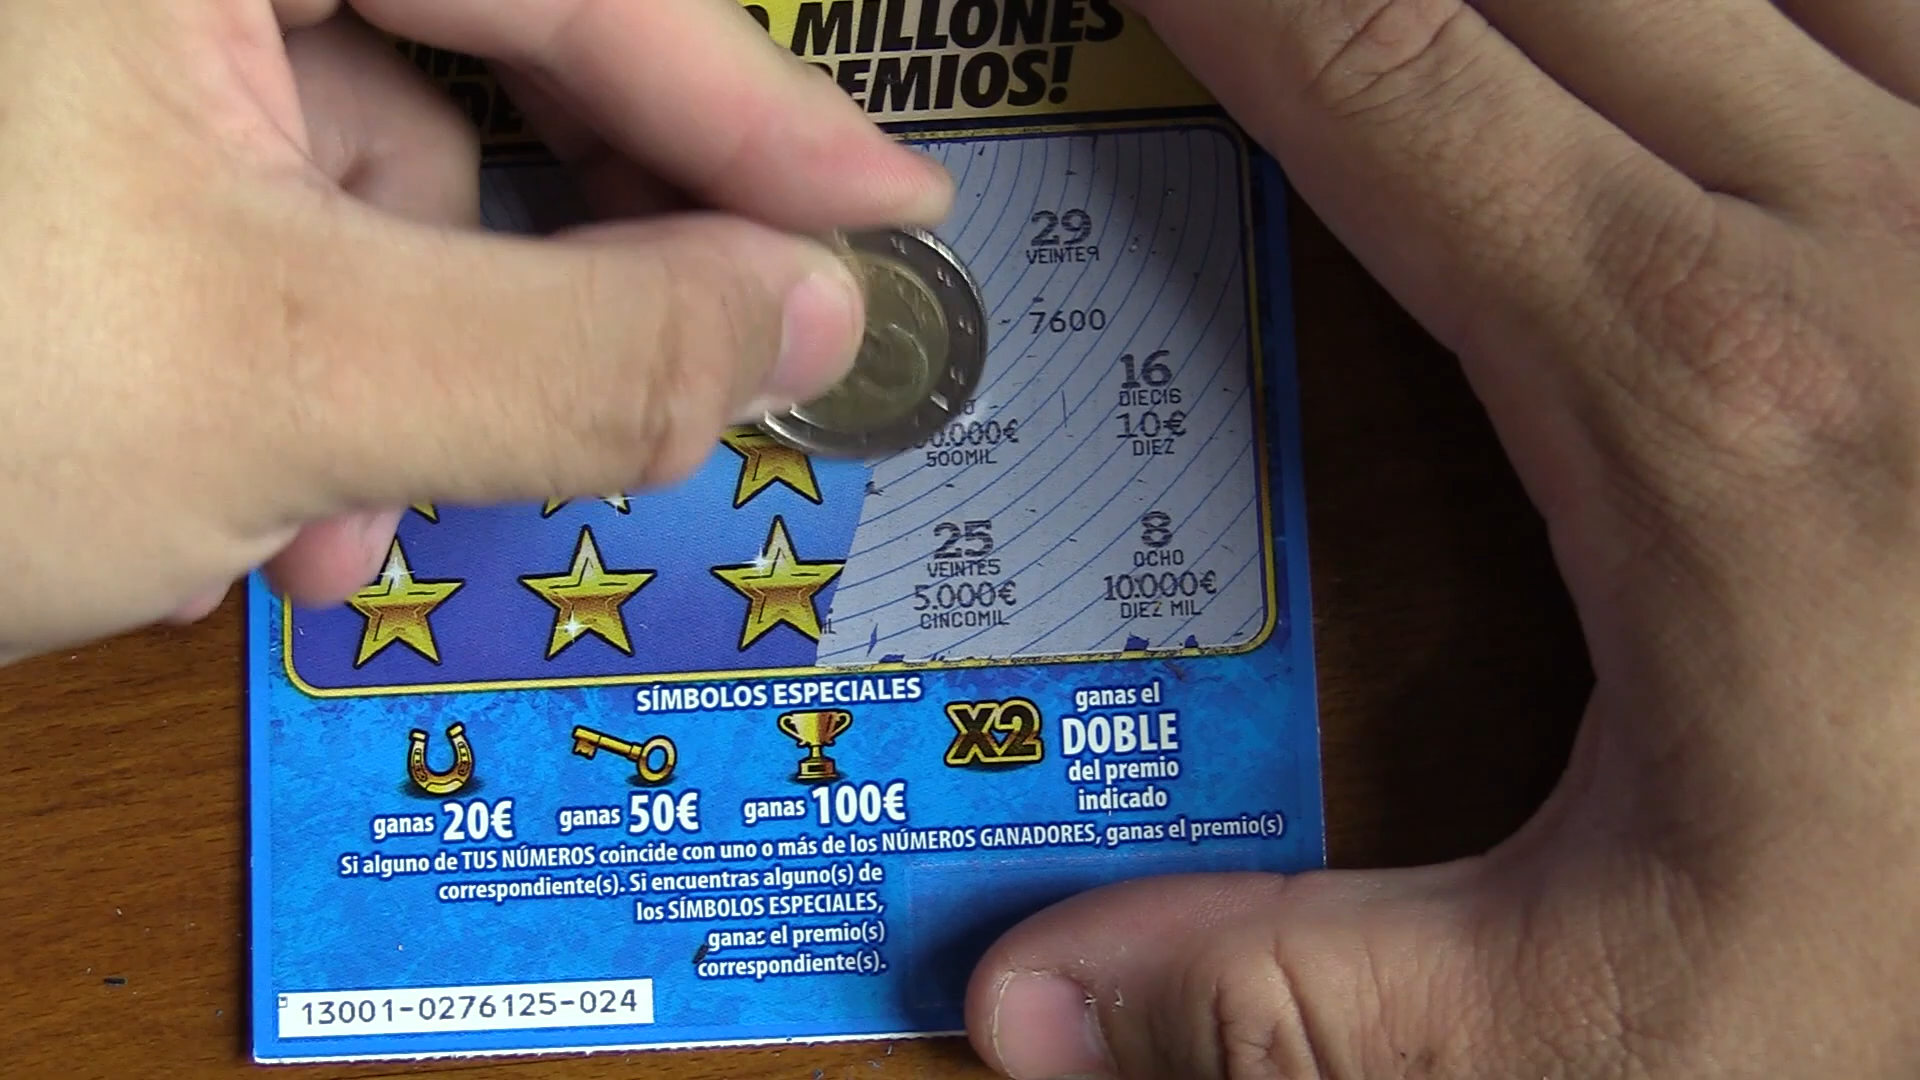 MILLONES
DE
29
VEINTE9
7600
16
DIECI6
10€
DIEZ
500MIL
25
VEINTE5
5.000€
CINCOMIL
8
OCHO
10.000€
DIEZ MIL
SÍMBOLOS ESPECIALES
ganas 20€
ganas 50€
ganas 100€
X2
ganas el
DOBLE
del premio
indicado
Si alguno de TUS NÚMEROS coincide con uno o más de los NÚMEROS GANADORES, ganas el premio(s)
correspondiente(s). Si encuentras alguno(s) de
los SÍMBOLOS ESPECIALES,
ganas el premio(s)
correspondiente(s).
13001-0276125-024